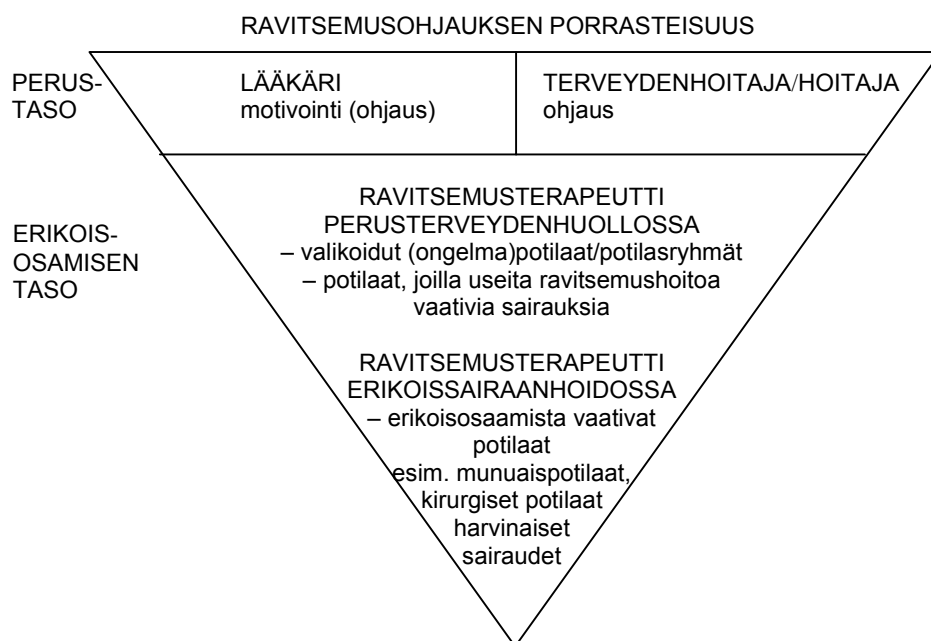 RAVITSEMUSOHJAUKSEN PORRASTEISUUS
PERUS-
TASO
LÄÄKÄRI
motivointi (ohjaus)
TERVEYDENHOITAJA/HOITAJA
ohjaus
ERIKOIS-
OSAMISEN
TASO
RAVITSEMUSTERAPEUTTI
PERUSTERVEYDENHUOLLOSSA
– valikoidut (ongelma)potilaat/potilasryhmät
– potilaat, joilla useita ravitsemushoitoa
vaativia sairauksia
RAVITSEMUSTERAPEUTTI
ERIKOISSAIRAANHOIDOSSA
– erikoisosaamista vaativat
potilaat
esim. munuaispotilaat,
kirurgiset potilaat
harvinaiset
sairaudet